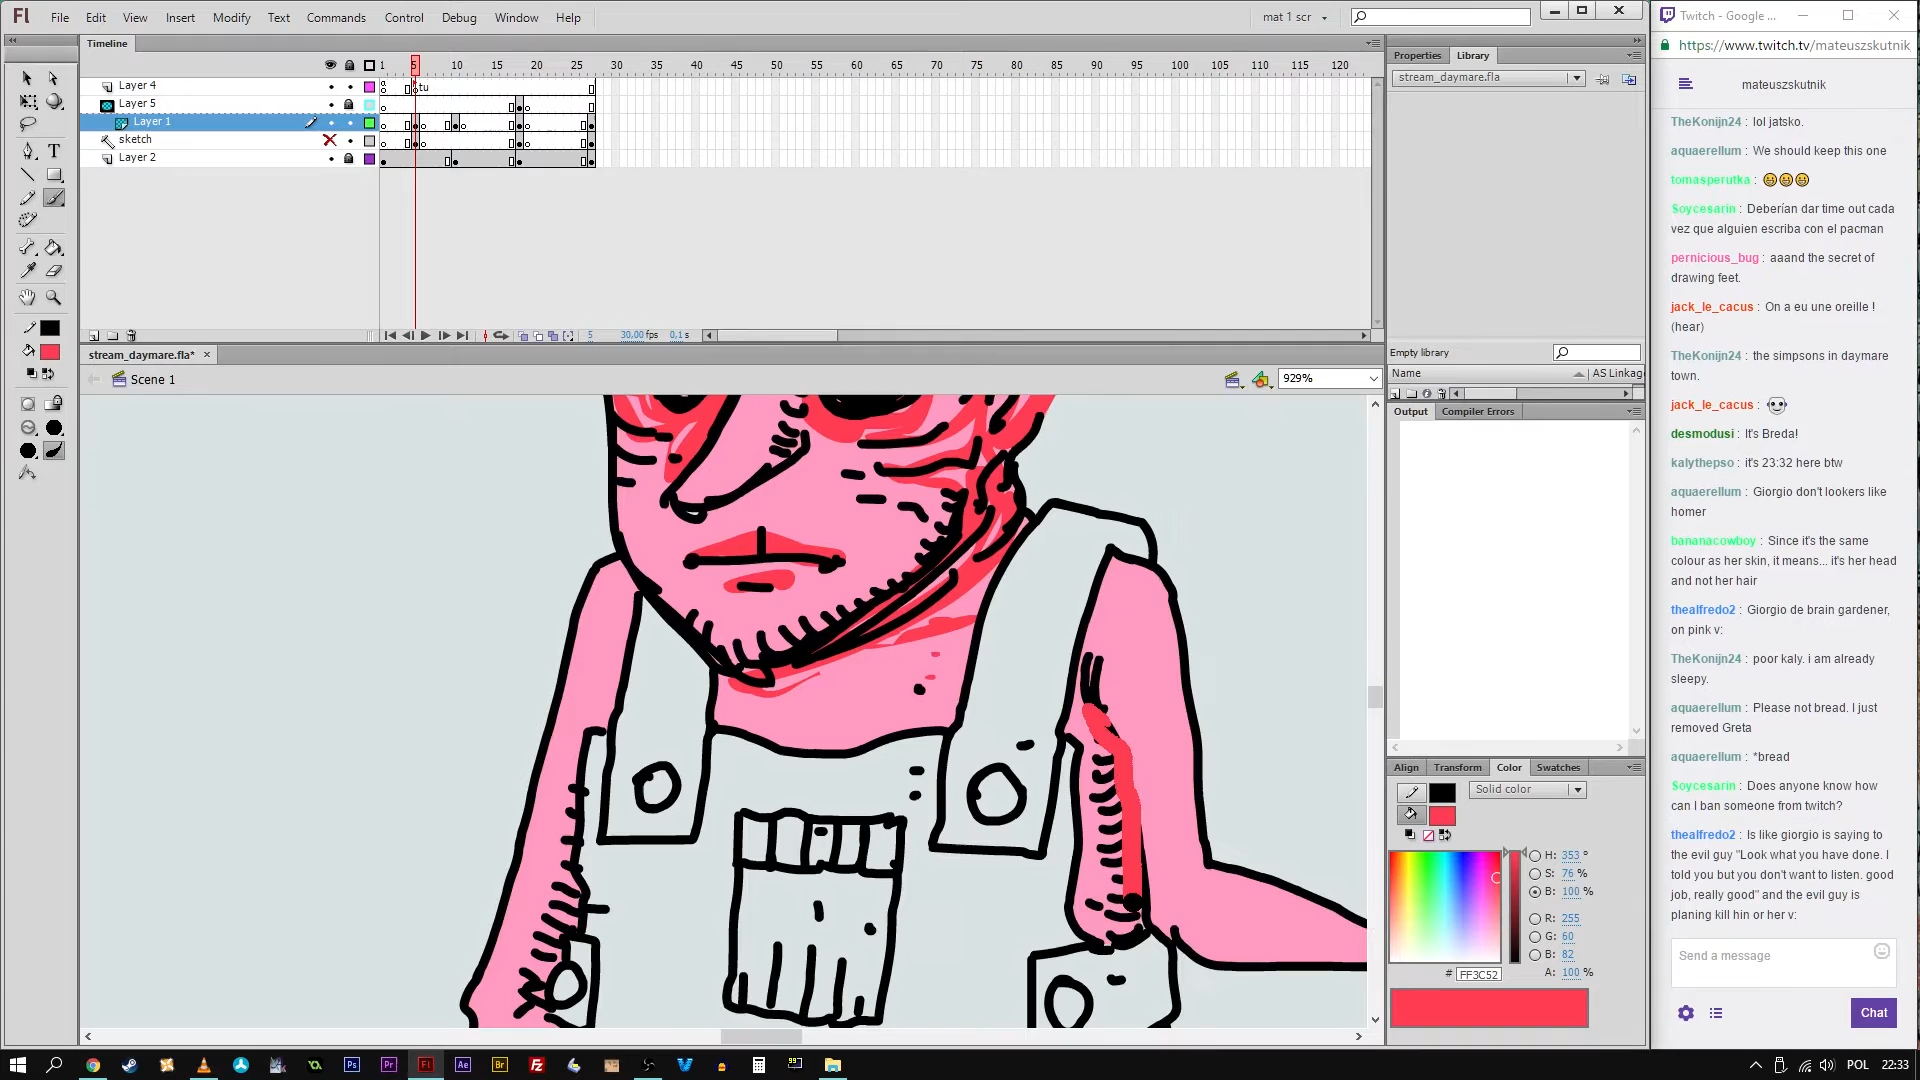 Fl File Edit View Insert Modify Text Commands Control Debug Window Help mat 1 scr
Timeline
1 5 10 15 20 25 30 35 40 45 50 55 60 65 70 75 80 85 90 95 100 105 110 115 120
Layer 4 tu
Layer 5
Layer 1
sketch
Layer 2
5 30,00 fps 0,1 s
stream_daymare.fla*
Scene 1
929%
Properties Library
stream_daymare.fla
Empty library
Name AS Linkag
Output Compiler Errors
Align Transform Color Swatches
Solid color
H: 353 °
S: 76 %
B: 100 %
R: 255
G: 60
B: 82
# FF3C52 A: 100 %
Twitch - Google ...
https://www.twitch.tv/mateuszskutnik
mateuszskutnik
TheKonijn24 : lol jatsko.
aquaerellum : We should keep this one
tomasperutka :
Soycesarin : Deberían dar time out cada
vez que alguien escriba con el pacman
pernicious_bug : aaand the secret of
drawing feet.
jack_le_cacus : On a eu une oreille !
(hear)
TheKonijn24 : the simpsons in daymare
town.
jack_le_cacus :
desmodusi : It's Breda!
kalythepso : it's 23:32 here btw
aquaerellum : Giorgio don't lookers like
homer
bananacowboy : Since it's the same
colour as her skin, it means... it's her head
and not her hair
thealfredo2 : Giorgio de brain gardener,
on pink v:
TheKonijn24 : poor kaly. i am already
sleepy.
aquaerellum : Please not bread. I just
removed Greta
aquaerellum : *bread
Soycesarin : Does anyone know how
can I ban someone from twitch?
thealfredo2 : Is like giorgio is saying to
the evil guy "Look what you have done. I
told you but you don't want to listen. good
job, really good" and the evil guy is
planing kill hin or her v:
Send a message
Chat
Ps Pr Fl Ae Br Fz POL 22:33